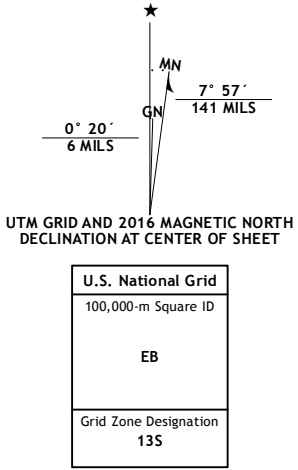 MN
7° 57´
141 MILS
GN
0° 20´
6 MILS
UTM GRID AND 2016 MAGNETIC NORTH
DECLINATION AT CENTER OF SHEET
U.S. National Grid
100,000-m Square ID
EB
Grid Zone Designation
13S